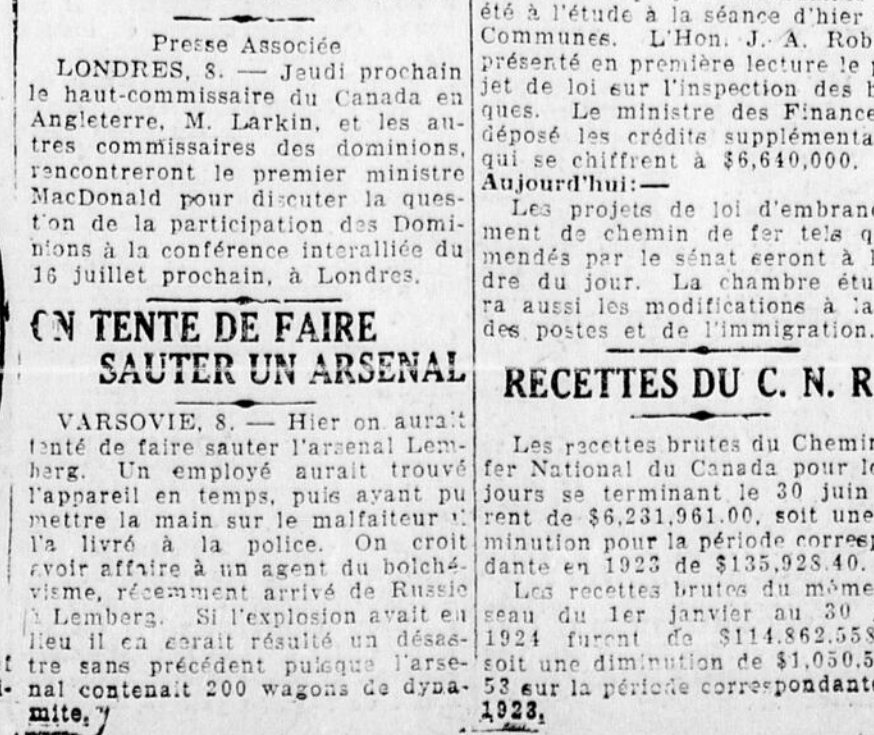 Presse Associée
LONDRES, 8. — Jeudi prochain
le haut-commissaire du Canada en
Angleterre, M. Larkin, et les au-
tres commissaires des dominions,
rencontreront le premier ministre
MacDonald pour discuter la ques-
tion de la participation des Domi-
nions à la conférence interalliée du
16 juillet prochain, à Londres.
ON TENTE DE FAIRE
SAUTER UN ARSENAL
VARSOVIE, 8. — Hier on aurait
tenté de faire sauter l'arsenal Lem-
berg. Un employé aurait trouvé
l'appareil en temps, puis ayant pu
mettre la main sur le malfaiteur il
l'a livré à la police. On croit
avoir affaire à un agent du bolché-
visme, récemment arrivé de Russie
à Lemberg. Si l'explosion avait eu
lieu il en serait résulté un désas-
tre sans précédent puisque l'arse-
nal contenait 200 wagons de dyna-
mite.
été à l'étude à la séance d'hier
Communes. L'Hon. J. A. Rob
présenté en première lecture le
jet de loi sur l'inspection des
ques. Le ministre des Finance
déposé les crédits supplémenta
qui se chiffrent à $6,640,000.
Aujourd'hui:—
Les projets de loi d'embran
ment de chemin de fer tels q
mendés par le sénat seront à l
dre du jour. La chambre étu
ra aussi les modifications à la
des postes et de l'immigration.
RECETTES DU C. N. R
Les recettes brutes du Chemin
fer National du Canada pour le
jours se terminant le 30 juin
rent de $6,231,961.00, soit une
minution pour la période corresp
dante en 1923 de $135,928.40.
Les recettes brutes du même
seau du 1er janvier au 30
1924 furent de $114.862.558
soit une diminution de $1,050,5
53 sur la période correspondante
1923.